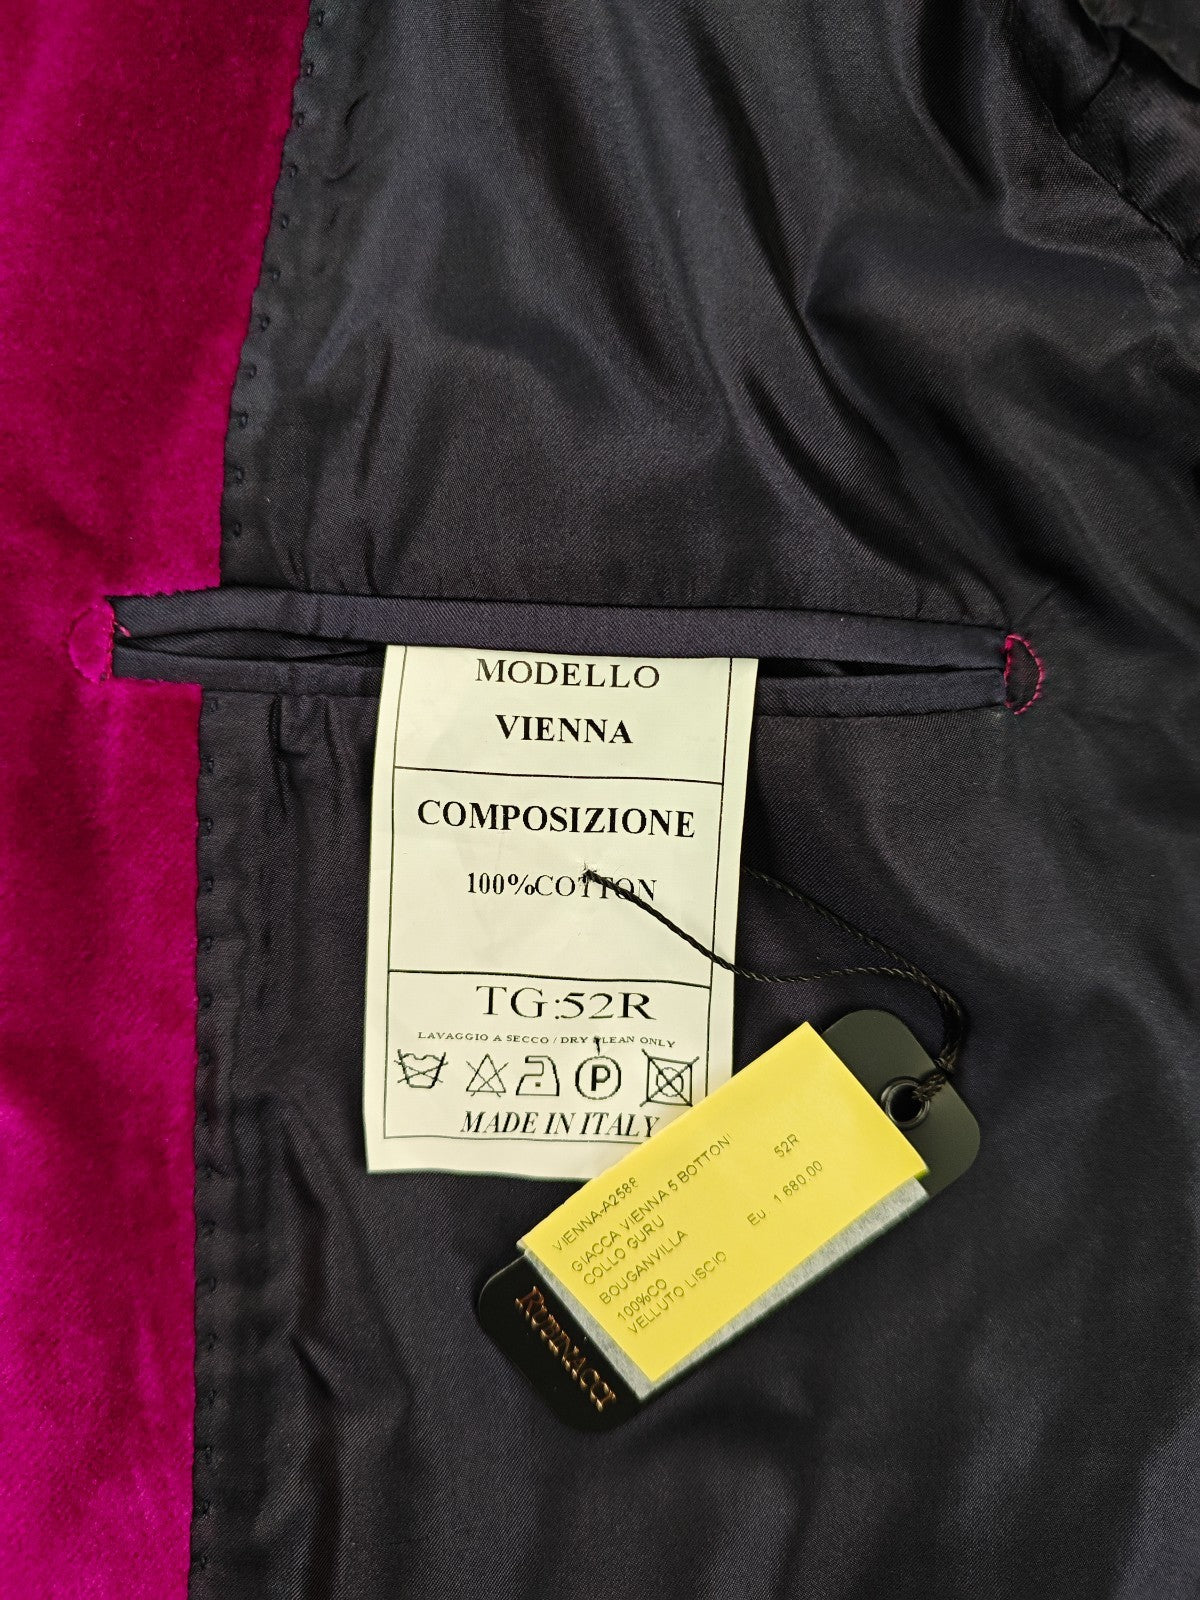 MODELLO
VIENNA
COMPOSIZIONE
100%COTTON
TG:52R
LAVAGGIO A SECCO / DRY CLEAN ONLY
P
MADE IN ITALY
VIENNA-A2588
52R
GIACCA VIENNA 5 BOTTONI
COLLO GURU
Eu. 1 680.00
BOUGANVILLA
100%CO
VELLUTO LISCIO
RUBINACCI